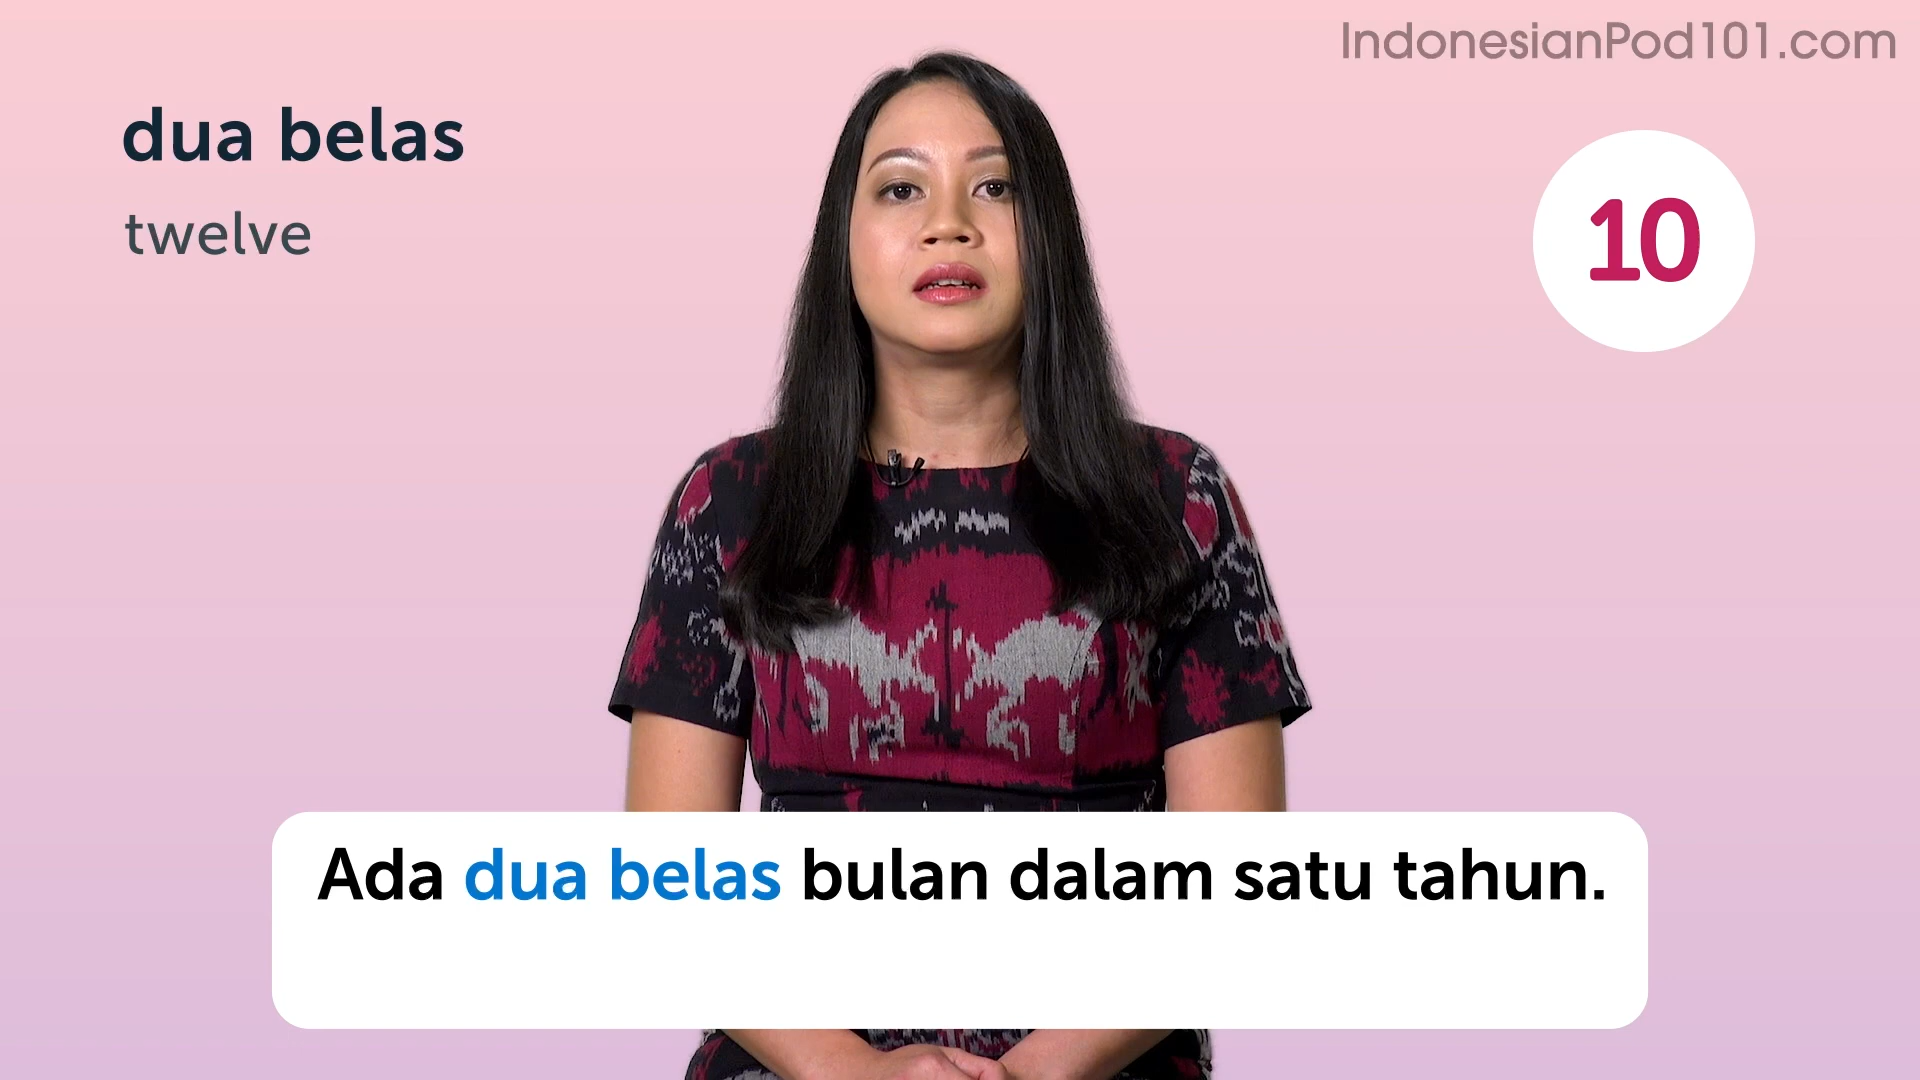 IndonesianPod101.com
dua belas
twelve
10
Ada dua belas bulan dalam satu tahun.